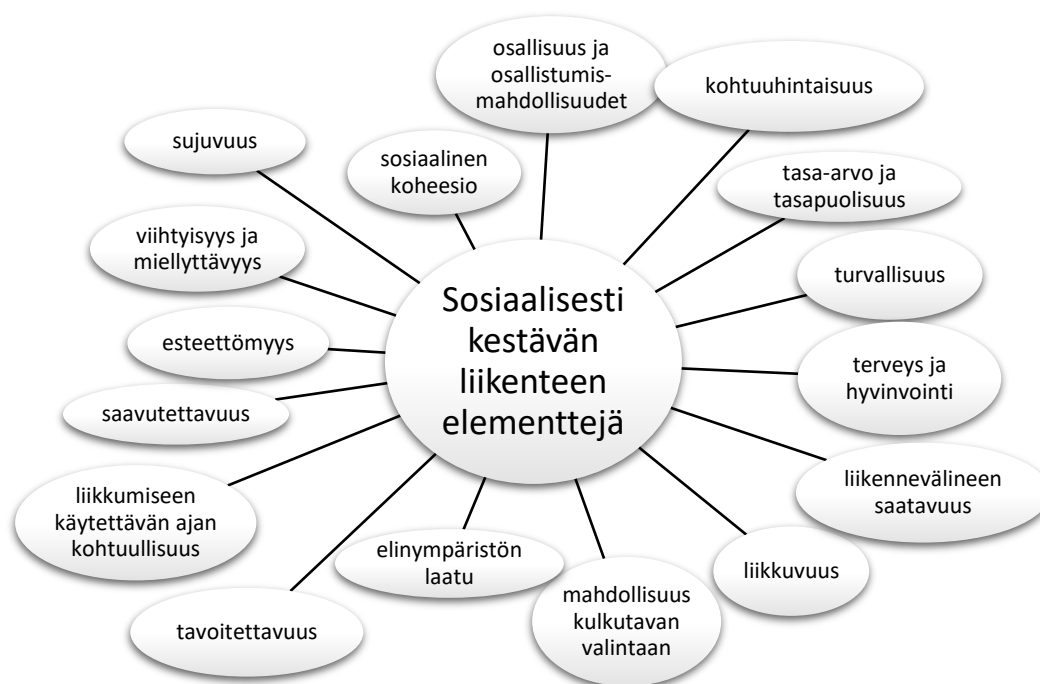 osallisuus ja
osallistumis-
mahdollisuudet
kohtuuhintaisuus
sujuvuus
sosiaalinen
koheesio
tasa-arvo ja
tasapuolisuus
viihtyisyys ja
miellyttävyys
turvallisuus
Sosiaalisesti
kestävän
liikenteen
elementtejä
esteettömyys
terveys ja
hyvinvointi
saavutettavuus
liikennevälineen
saatavuus
liikkumiseen
käytettävän ajan
kohtuullisuus
elinympäristön
laatu
liikkuvuus
mahdollisuus
kulkutavan
valintaan
tavoitettavuus